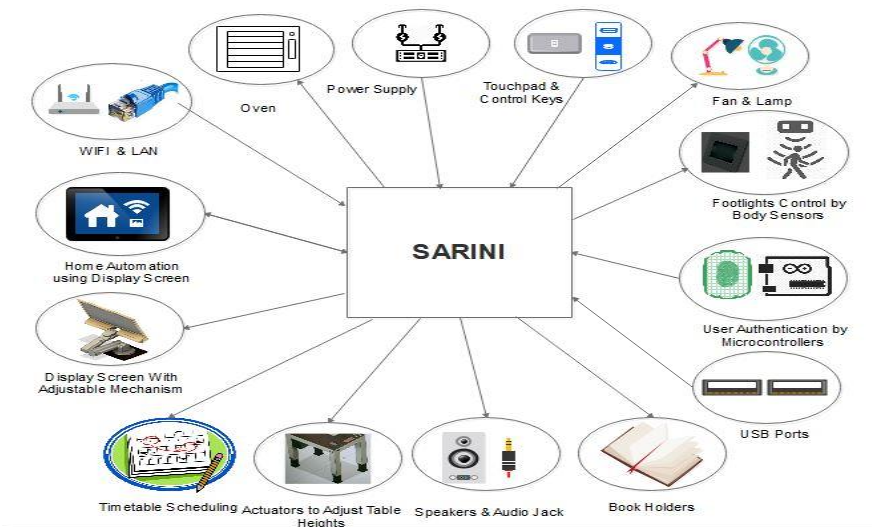 Power Supply
Touchpad &
Control Keys
Oven
Fan & Lamp
WIFI & LAN
Footlights Control by
Body Sensors
SARINI
Home Automation
using Display Screen
User Authentication by
Microcontrollers
Display Screen With
Adjustable Mechanism
USB Ports
Timetable Scheduling
Actuators to Adjust Table
Heights
Speakers & Audio Jack
Book Holders